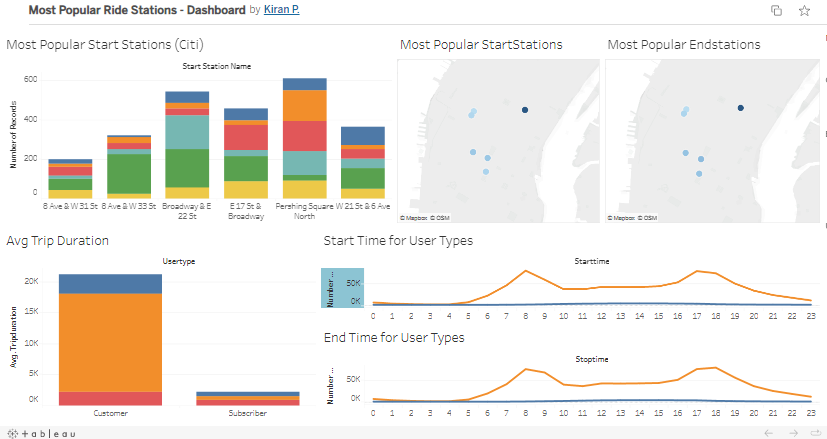 Most Popular Ride Stations - Dashboard by Kiran P.
Most Popular Start Stations (Citi)
Start Station Name
Number of Records
600
400
200
0
8 Ave & W 31 St
8 Ave & W 33 St
Broadway & E 22 St
E 17 St & Broadway
Pershing Square North
W 21 St & 6 Ave
Most Popular StartStations
© Mapbox © OSM
Most Popular Endstations
© Mapbox © OSM
Avg Trip Duration
Usertype
Avg. Tripduration
20K
15K
10K
5K
0K
Customer
Subscriber
Start Time for User Types
Starttime
Number ...
50K
0K
0 1 2 3 4 5 6 7 8 9 10 11 12 13 14 15 16 17 18 19 20 21 22 23
End Time for User Types
Stoptime
Number ...
50K
0K
0 1 2 3 4 5 6 7 8 9 10 11 12 13 14 15 16 17 18 19 20 21 22 23
+ableau